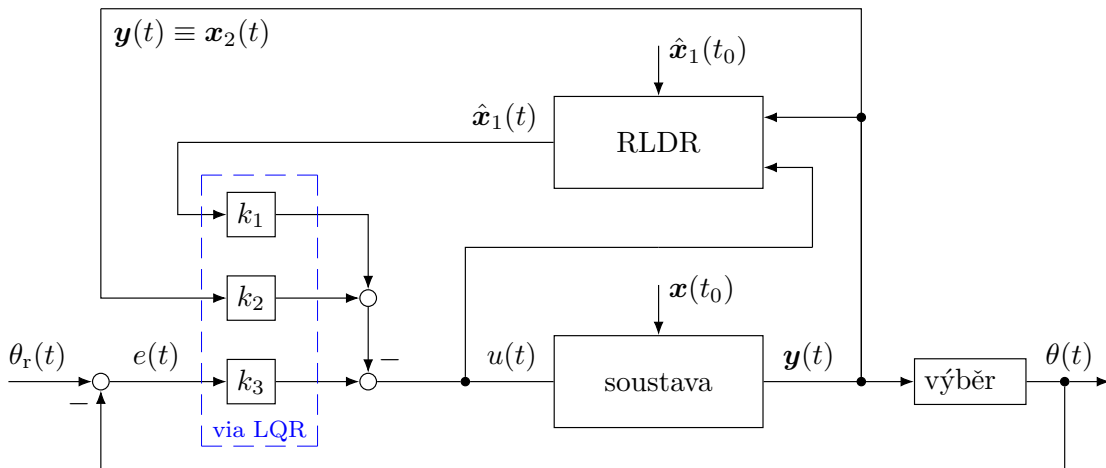 𝒚(t) ≡ 𝒙₂(t)
𝒙̂₁(t₀)
𝒙̂₁(t)
RLDR
k₁
k₂
𝒙(t₀)
θᵣ(t)
e(t)
k₃
−
u(t)
soustava
𝒚(t)
výběr
θ(t)
−
via LQR